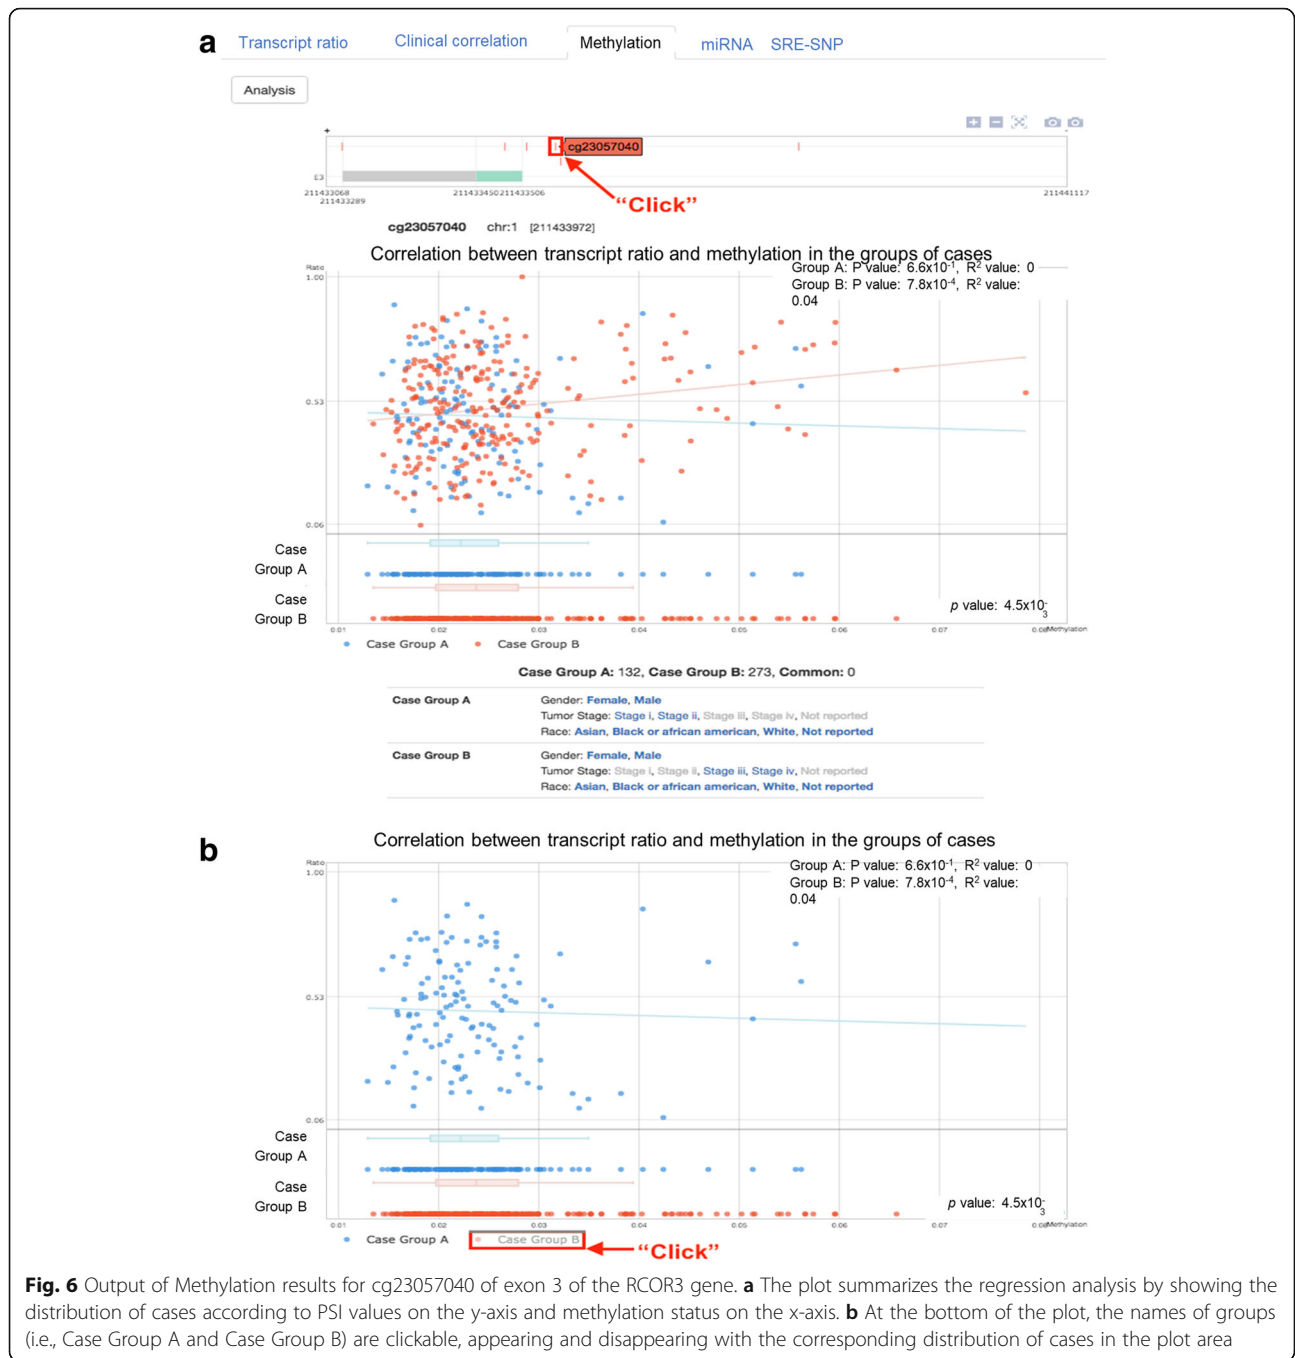 a
Transcript ratio Clinical correlation Methylation miRNA SRE-SNP
Analysis
+
cg23057040
E3
211433068 211433450 211433506 211441117
211433289
“Click”
cg23057040 chr:1 [211433972]
Correlation between transcript ratio and methylation in the groups of cases
Ratio
Group A: P value: 6.6x10-1, R2 value: 0
Group B: P value: 7.8x10-4, R2 value:
0.04
1.00
0.53
0.06
Case
Group A
Case
Group B
p value: 4.5x10-3
0.01 0.02 0.03 0.04 0.05 0.06 0.07 0.08 Methylation
Case Group A Case Group B
Case Group A: 132, Case Group B: 273, Common: 0
Case Group A Gender: Female, Male
Tumor Stage: Stage i, Stage ii, Stage iii, Stage iv, Not reported
Race: Asian, Black or african american, White, Not reported
Case Group B Gender: Female, Male
Tumor Stage: Stage i, Stage ii, Stage iii, Stage iv, Not reported
Race: Asian, Black or african american, White, Not reported
b
Correlation between transcript ratio and methylation in the groups of cases
Ratio
Group A: P value: 6.6x10-1, R2 value: 0
Group B: P value: 7.8x10-4, R2 value:
0.04
1.00
0.53
0.06
Case
Group A
Case
Group B
p value: 4.5x10-3
0.01 0.02 0.03 0.04 0.05 0.06 0.07 0.08 Methylation
Case Group A Case Group B
“Click”
Fig. 6 Output of Methylation results for cg23057040 of exon 3 of the RCOR3 gene. a The plot summarizes the regression analysis by showing the
distribution of cases according to PSI values on the y-axis and methylation status on the x-axis. b At the bottom of the plot, the names of groups
(i.e., Case Group A and Case Group B) are clickable, appearing and disappearing with the corresponding distribution of cases in the plot area